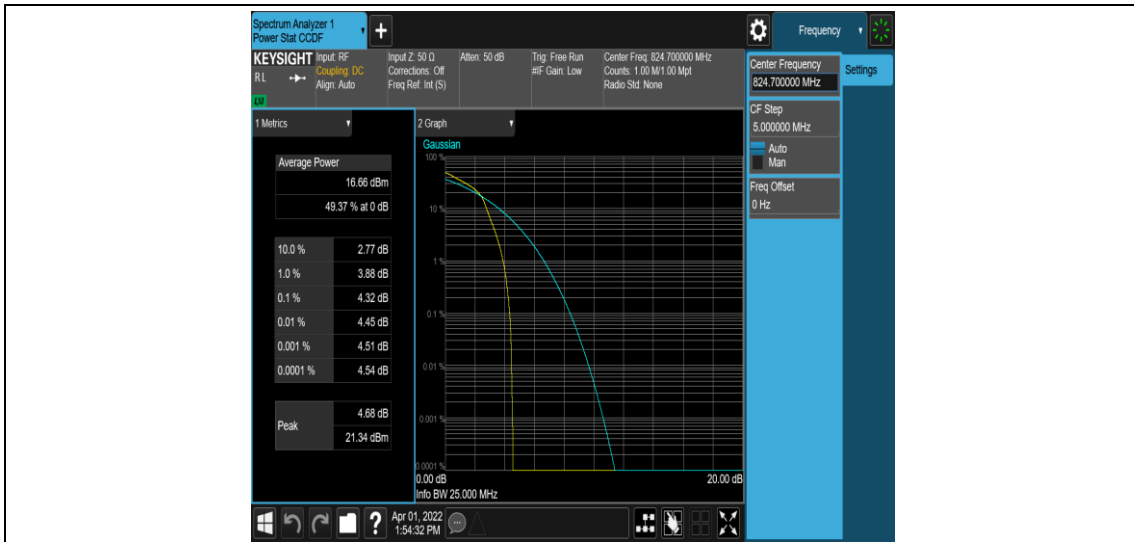 Spectrum Analyzer 1
Power Stat CCDF
+
Frequency
KEYSIGHT
RL
LXI
Input: RF
Coupling: DC
Align: Auto
Input Z: 50 Ω
Corrections: Off
Freq Ref: Int (S)
Atten: 50 dB
Trig: Free Run
#IF Gain: Low
Center Freq: 824.700000 MHz
Counts: 1.00 M/1.00 Mpt
Radio Std: None
Center Frequency
824.700000 MHz
Settings
CF Step
5.000000 MHz
Auto
Man
Freq Offset
0 Hz
1 Metrics
Average Power
16.66 dBm
49.37 % at 0 dB
10.0 % 2.77 dB
1.0 % 3.88 dB
0.1 % 4.32 dB
0.01 % 4.45 dB
0.001 % 4.51 dB
0.0001 % 4.54 dB
Peak
4.68 dB
21.34 dBm
2 Graph
Gaussian
100 %
10 %
1 %
0.1 %
0.01 %
0.001 %
0.0001 %
0.00 dB 20.00 dB
Info BW 25.000 MHz
?
Apr 01, 2022
1:54:32 PM